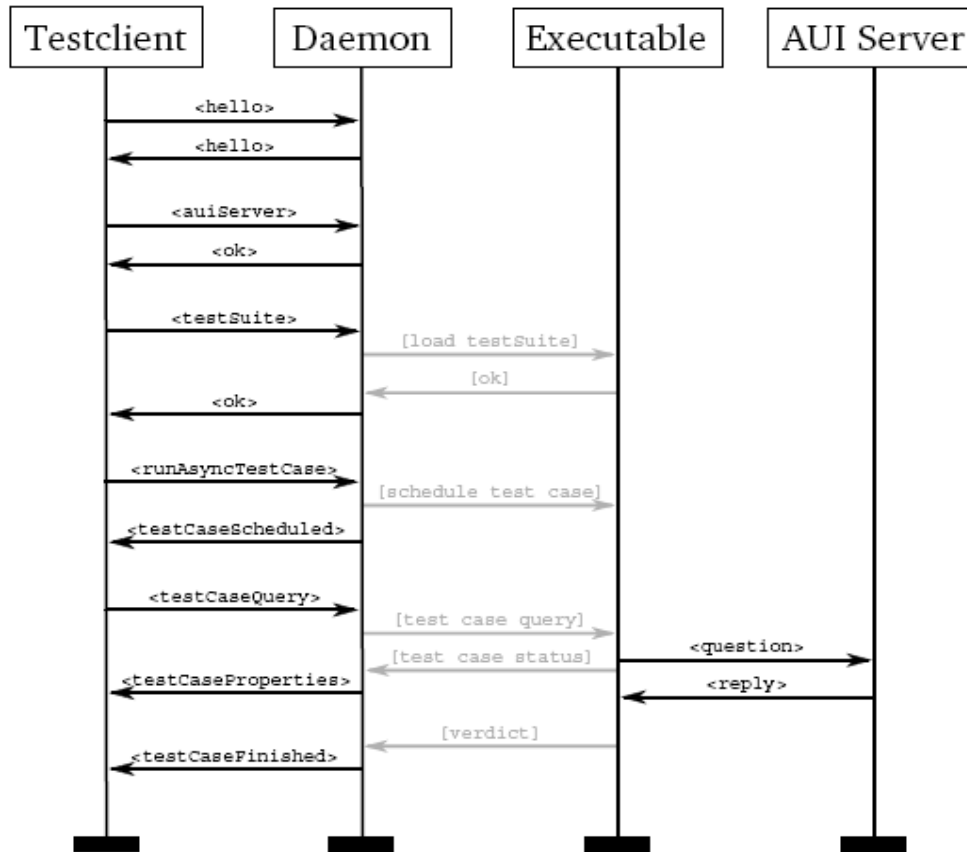 Testclient
Daemon
Executable
AUI Server
<hello>
<hello>
<auiServer>
<ok>
<testSuite>
[load testSuite]
[ok]
<ok>
<runAsyncTestCase>
[schedule test case]
<testCaseScheduled>
<testCaseQuery>
[test case query]
<question>
[test case status]
<testCaseProperties>
<reply>
[verdict]
<testCaseFinished>